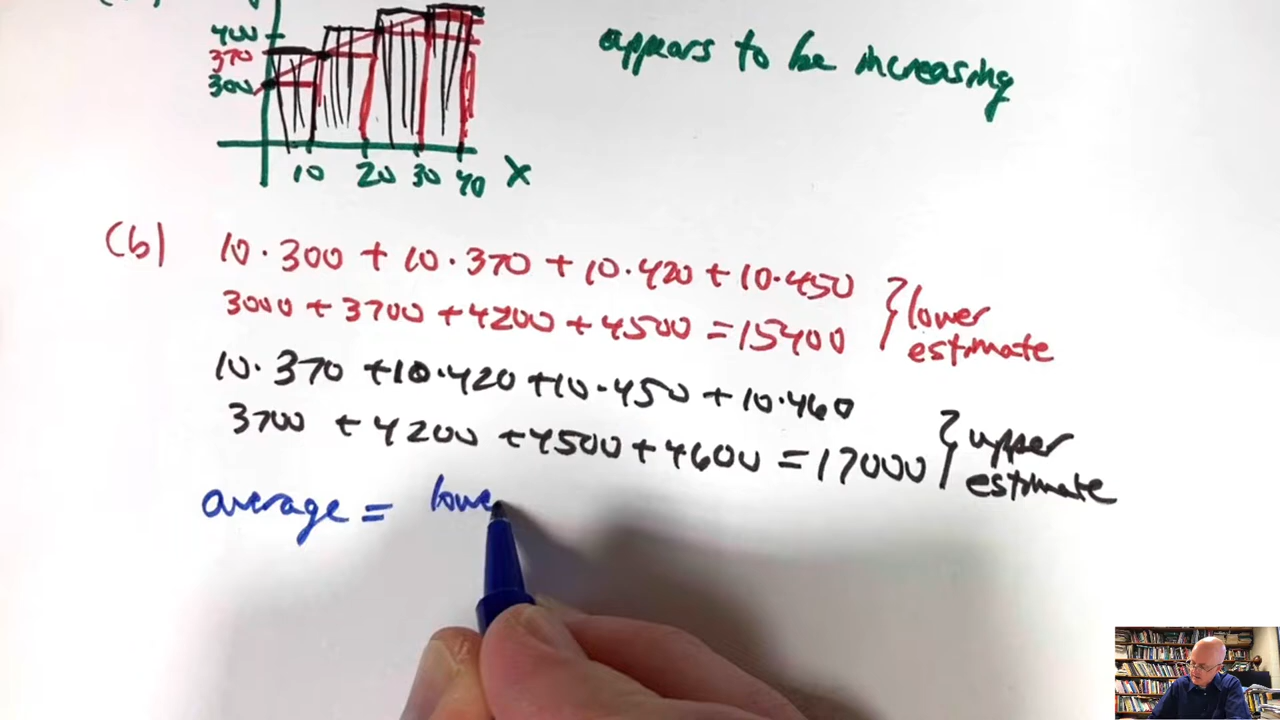 400
370
300
10 20 30 40 x
appears to be increasing
(b) 10·300 + 10·370 + 10·420 + 10·450
3000 + 3700 + 4200 + 4500 = 15400
} lower estimate
10·370 + 10·420 + 10·450 + 10·460
3700 + 4200 + 4500 + 4600 = 17000
} upper estimate
average = lowe